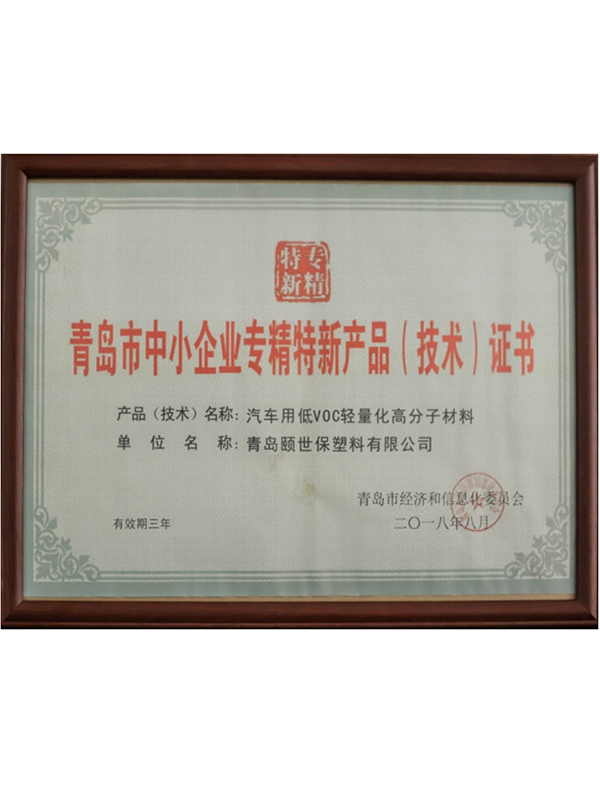 专精
特新
青岛市中小企业专精特新产品（技术）证书
产品（技术）名称：汽车用低VOC轻量化高分子材料
单位名称：青岛颐世保塑料有限公司
青岛市经济和信息化委员会
有效期三年
二〇一八年八月